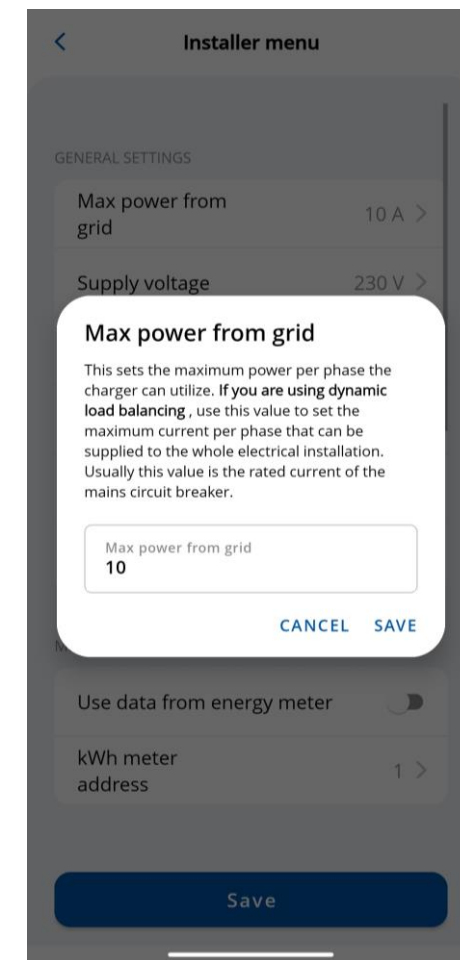 Installer menu
GENERAL SETTINGS
Max power from
grid
10 A
Supply voltage
230 V
Max power from grid
This sets the maximum power per phase the
charger can utilize. If you are using dynamic
load balancing , use this value to set the
maximum current per phase that can be
supplied to the whole electrical installation.
Usually this value is the rated current of the
mains circuit breaker.
Max power from grid
10
CANCEL SAVE
Use data from energy meter
kWh meter
address
1
Save